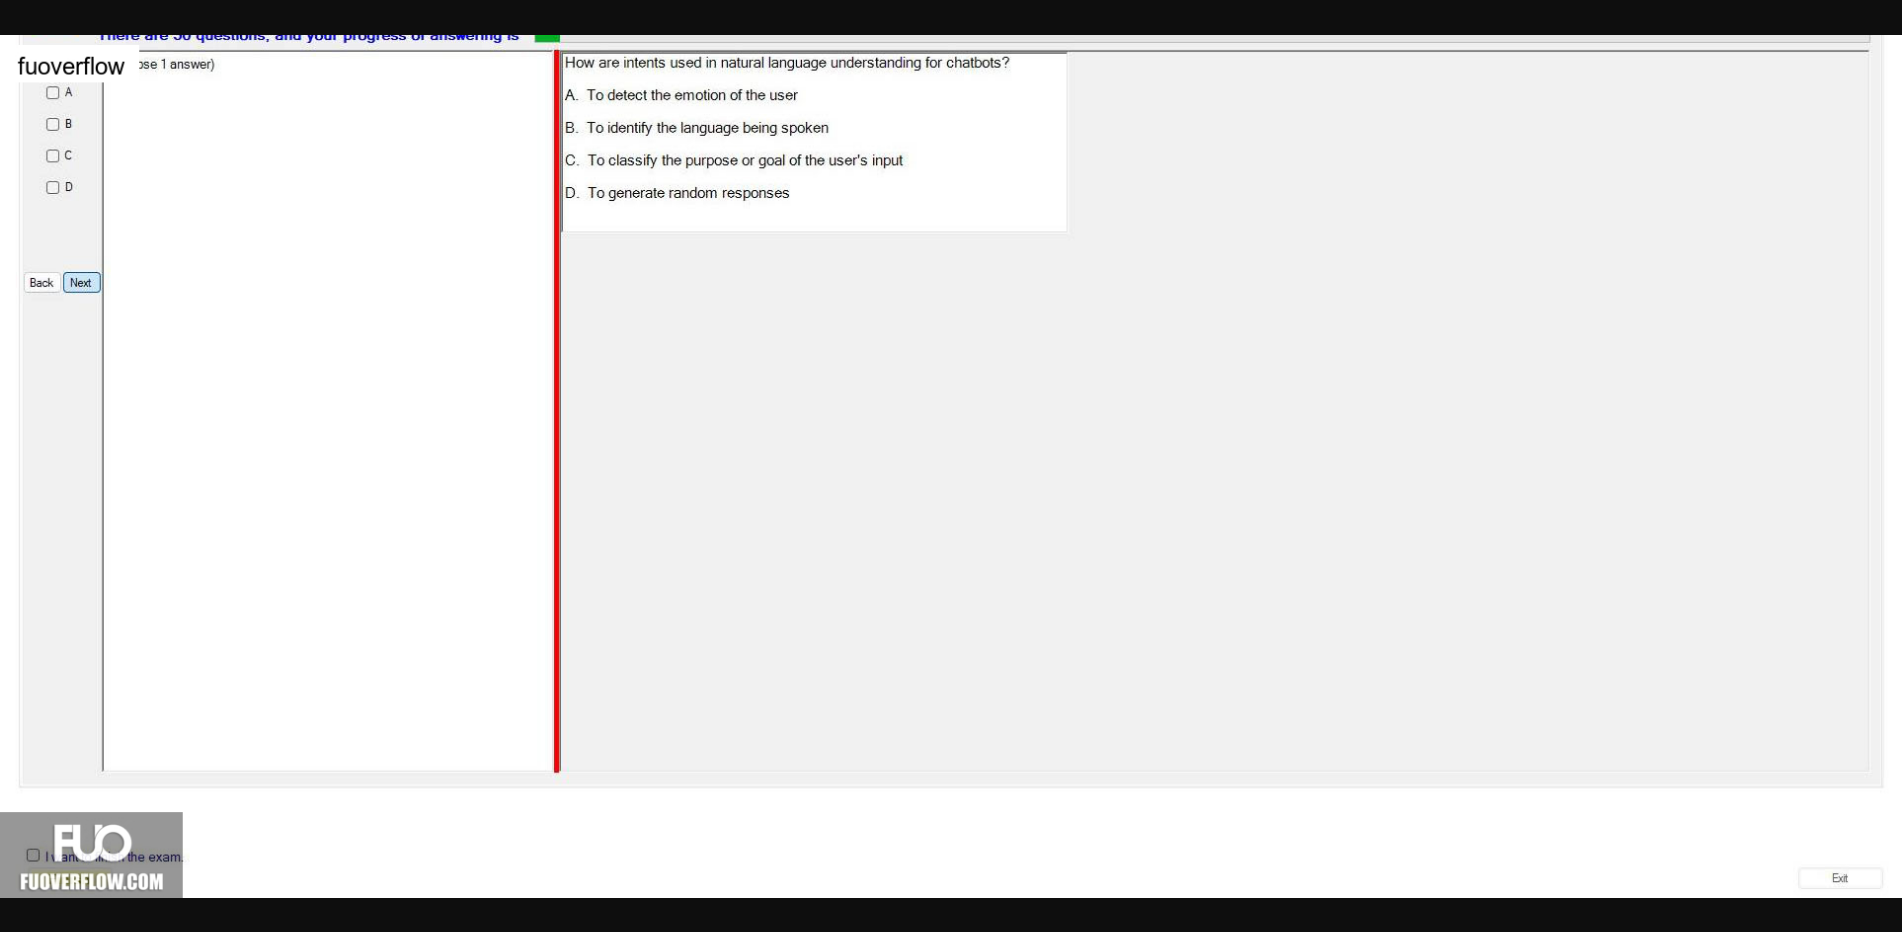 There are 50 questions, and your progress of answering is
fuoverflow
ose 1 answer)
A
B
C
D
Back
Next
How are intents used in natural language understanding for chatbots?
A. To detect the emotion of the user
B. To identify the language being spoken
C. To classify the purpose or goal of the user's input
D. To generate random responses
FUO
the exam.
FUOVERFLOW.COM
Exit